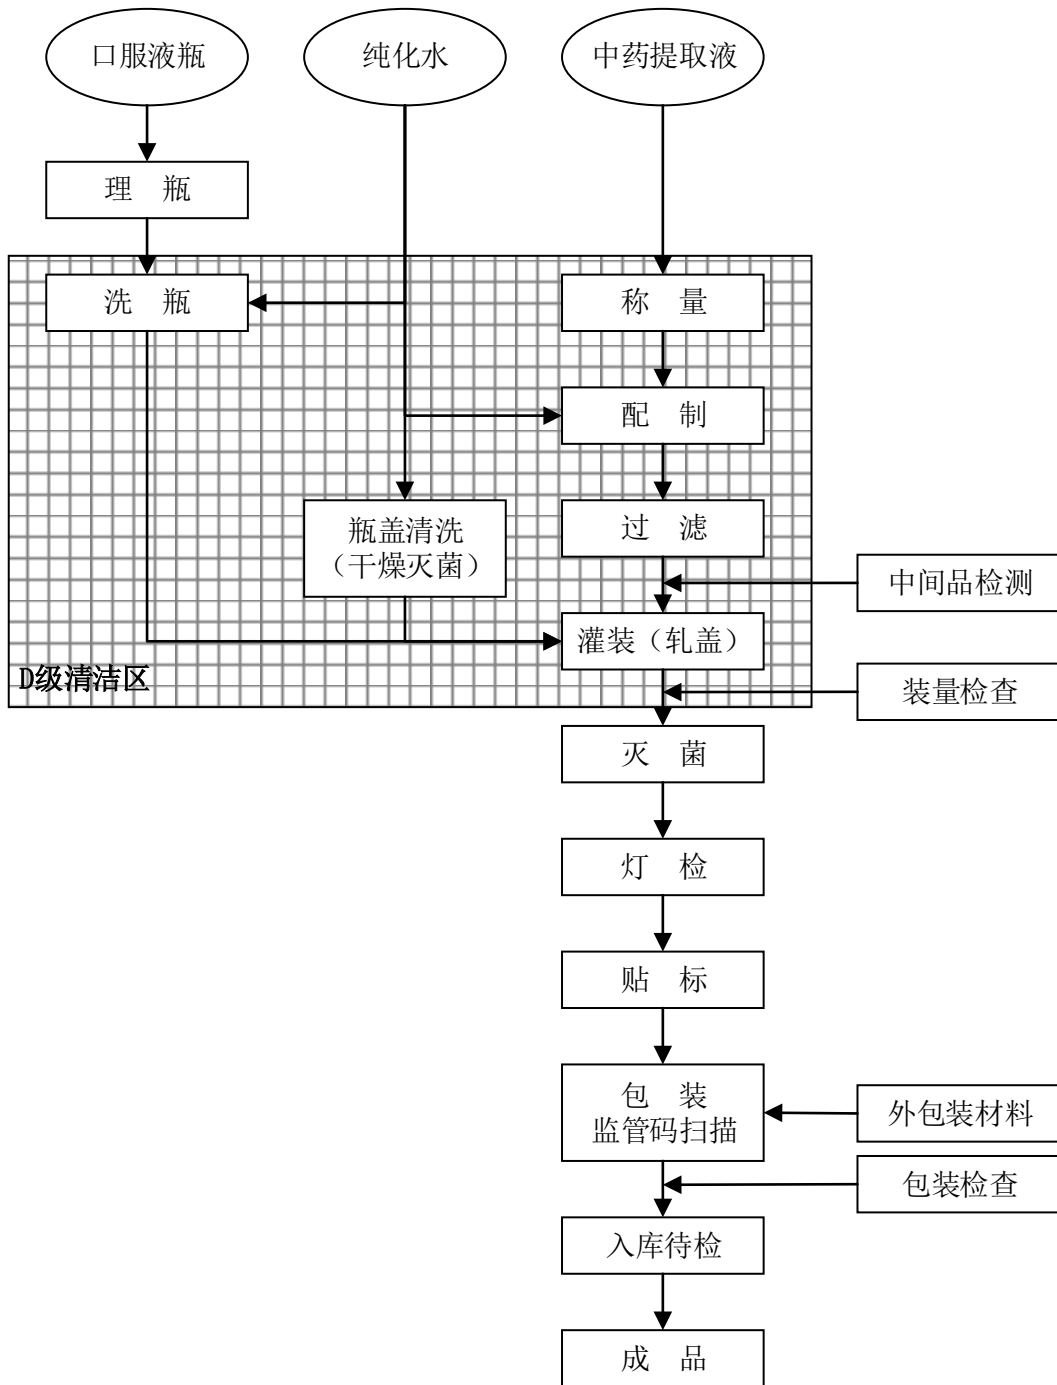 口服液瓶
纯化水
中药提取液
理　瓶
洗　瓶
称　量
配　制
瓶盖清洗
（干燥灭菌）
过　滤
中间品检测
灌装（轧盖）
D级清洁区
装量检查
灭　菌
灯　检
贴　标
包　装
监管码扫描
外包装材料
包装检查
入库待检
成　品